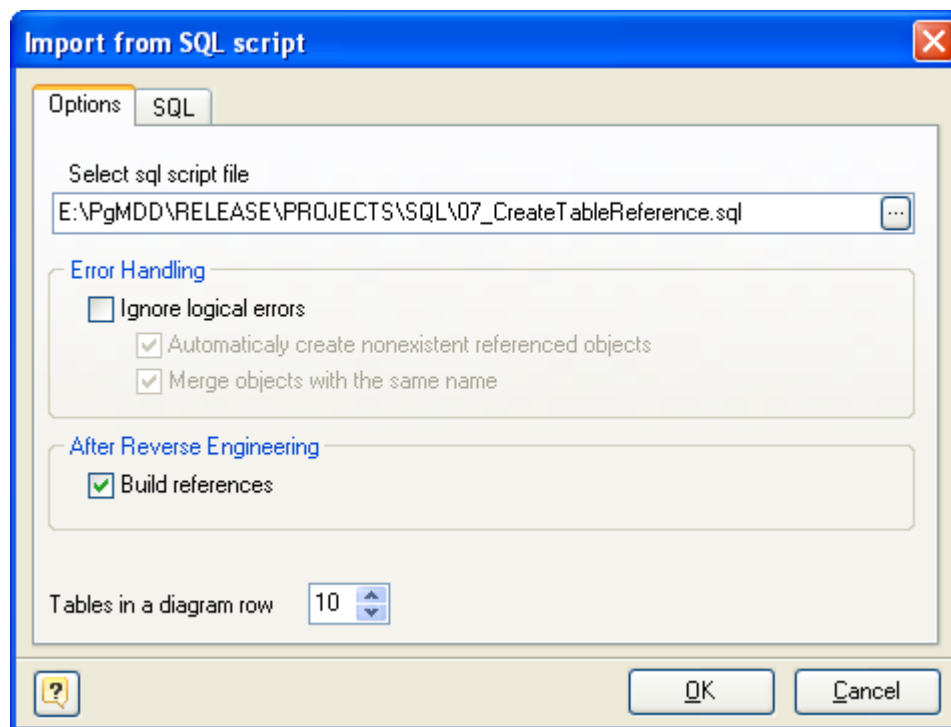 Import from SQL script
Options SQL
Select sql script file
E:\PgMDD\RELEASE\PROJECTS\SQL\07_CreateTableReference.sql ...
Error Handling
Ignore logical errors
Automaticaly create nonexistent referenced objects
Merge objects with the same name
After Reverse Engineering
Build references
Tables in a diagram row 10
? OK Cancel